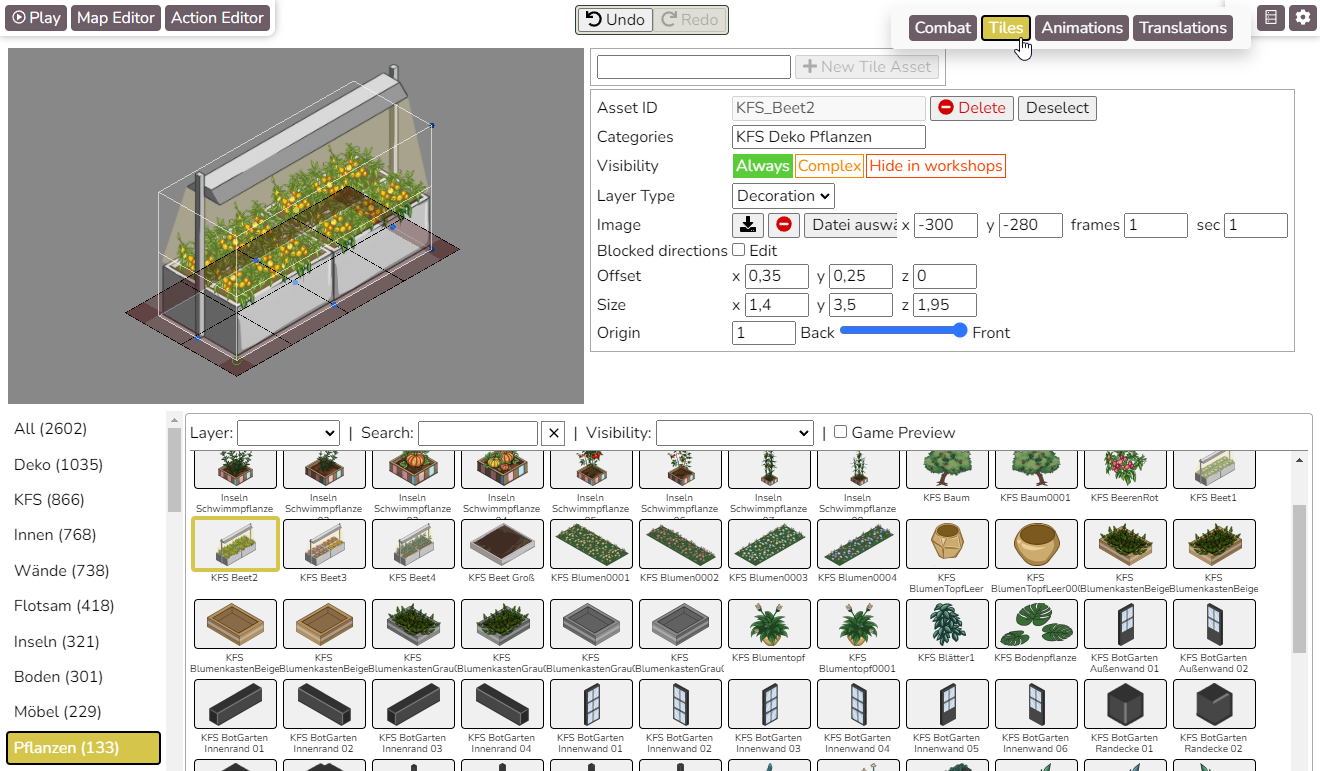 Play Map Editor Action Editor Undo Redo Combat Tiles Animations Translations
New Tile Asset
Asset ID KFS_Beet2 Delete Deselect
Categories KFS Deko Pflanzen
Visibility Always Complex Hide in workshops
Layer Type Decoration
Image Datei auswä x -300 y -280 frames 1 sec 1
Blocked directions Edit
Offset x 0,35 y 0,25 z 0
Size x 1,4 y 3,5 z 1,95
Origin 1 Back Front
All (2602)
Deko (1035)
KFS (866)
Innen (768)
Wände (738)
Flotsam (418)
Inseln (321)
Boden (301)
Möbel (229)
Pflanzen (133)
Layer: | Search: × | Visibility: | Game Preview
Inseln Inseln Inseln Inseln Inseln Inseln Inseln Inseln KFS Baum KFS Baum0001 KFS BeerenRot KFS Beet1
Schwimmpflanze Schwimmpflanze Schwimmpflanze Schwimmpflanze Schwimmpflanze Schwimmpflanze Schwimmpflanze Schwimmpflanze
KFS Beet2 KFS Beet3 KFS Beet4 KFS Beet Groß KFS Blumen0001 KFS Blumen0002 KFS Blumen0003 KFS Blumen0004 KFS KFS KFS KFS
BlumenTopfLeer BlumenTopfLeer00 BlumenkastenBeige BlumenkastenBeige
KFS KFS KFS KFS KFS KFS KFS Blumentopf KFS KFS Blätter1 KFS Bodenpflanze KFS BotGarten KFS BotGarten
BlumenkastenBeige BlumenkastenBeige BlumenkastenGrau BlumenkastenGrau BlumenkastenGrau BlumenkastenGrau Blumentopf0001 Außenwand 01 Außenwand 02
KFS BotGarten KFS BotGarten KFS BotGarten KFS BotGarten KFS BotGarten KFS BotGarten KFS BotGarten KFS BotGarten KFS BotGarten KFS BotGarten KFS BotGarten KFS BotGarten
Innenrand 01 Innenrand 02 Innenrand 03 Innenrand 04 Innenwand 01 Innenwand 02 Innenwand 03 Innenwand 04 Innenwand 05 Innenwand 06 Randecke 01 Randecke 02